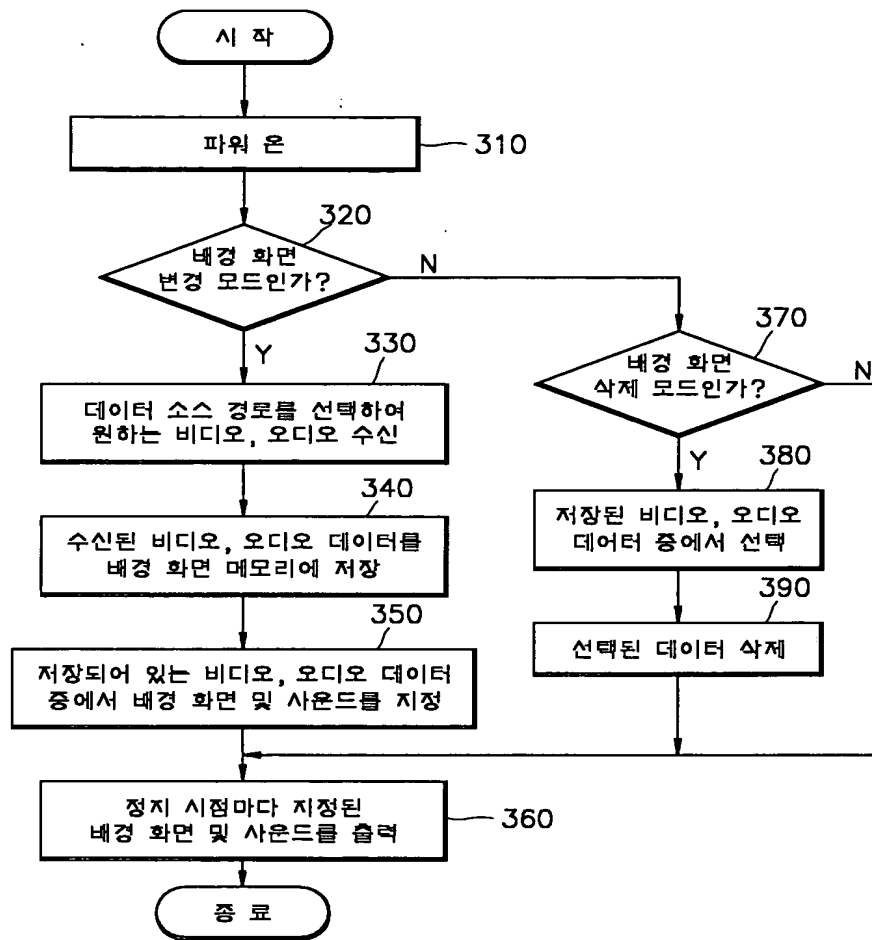 시 작
파워 온
310
320
배경 화면
변경 모드인가?
N
Y
330
데이터 소스 경로를 선택하여
원하는 비디오, 오디오 수신
340
수신된 비디오, 오디오 데이터를
배경 화면 메모리에 저장
350
저장되어 있는 비디오, 오디오 데이터
중에서 배경 화면 및 사운드를 지정
370
배경 화면
삭제 모드인가?
N
Y
380
저장된 비디오, 오디오
데어터 중에서 선택
390
선택된 데이터 삭제
정지 시점마다 지정된
배경 화면 및 사운드를 출력
360
종 료